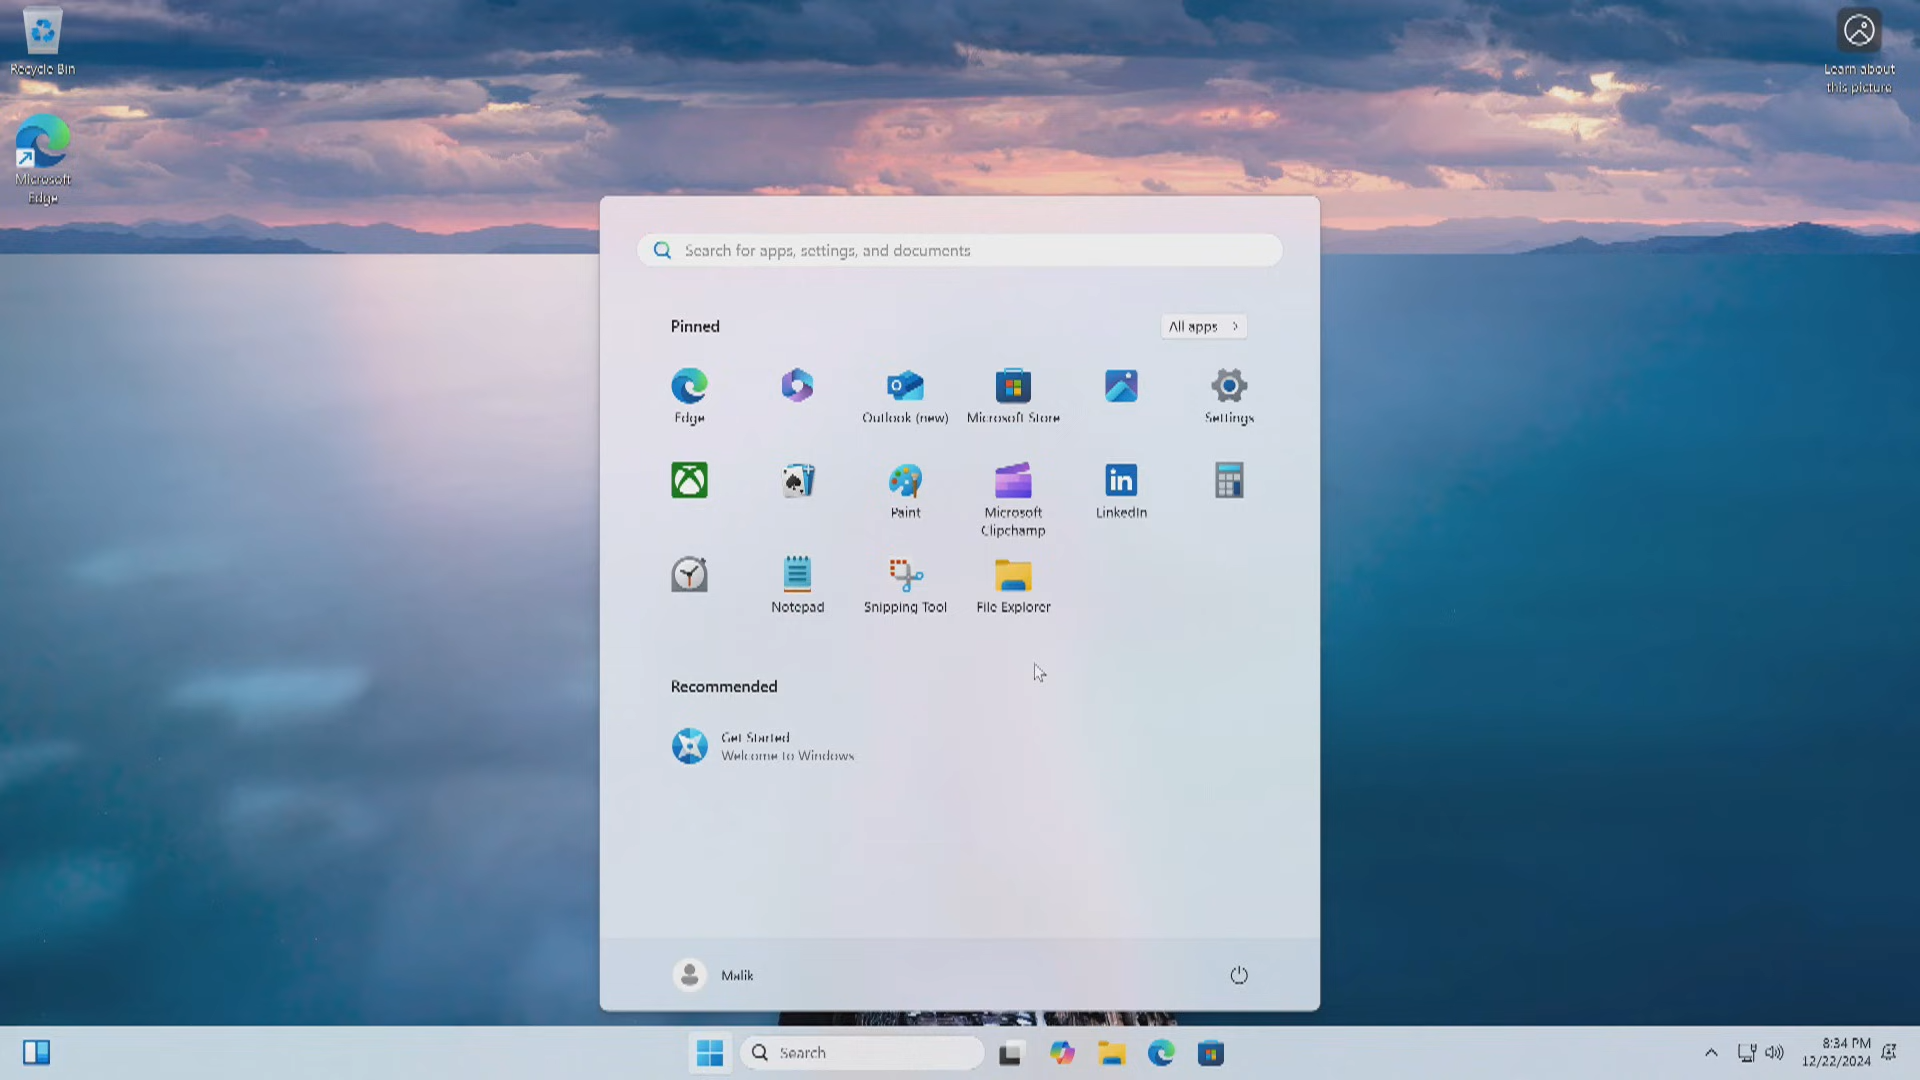 Recycle Bin
Microsoft
Edge
Learn about
this picture
Search for apps, settings, and documents
Pinned
All apps
Edge
Outlook (new)
Microsoft Store
Settings
Paint
Microsoft
Clipchamp
LinkedIn
Notepad
Snipping Tool
File Explorer
Recommended
Get Started
Welcome to Windows
Malik
Search
8:34 PM
12/22/2024